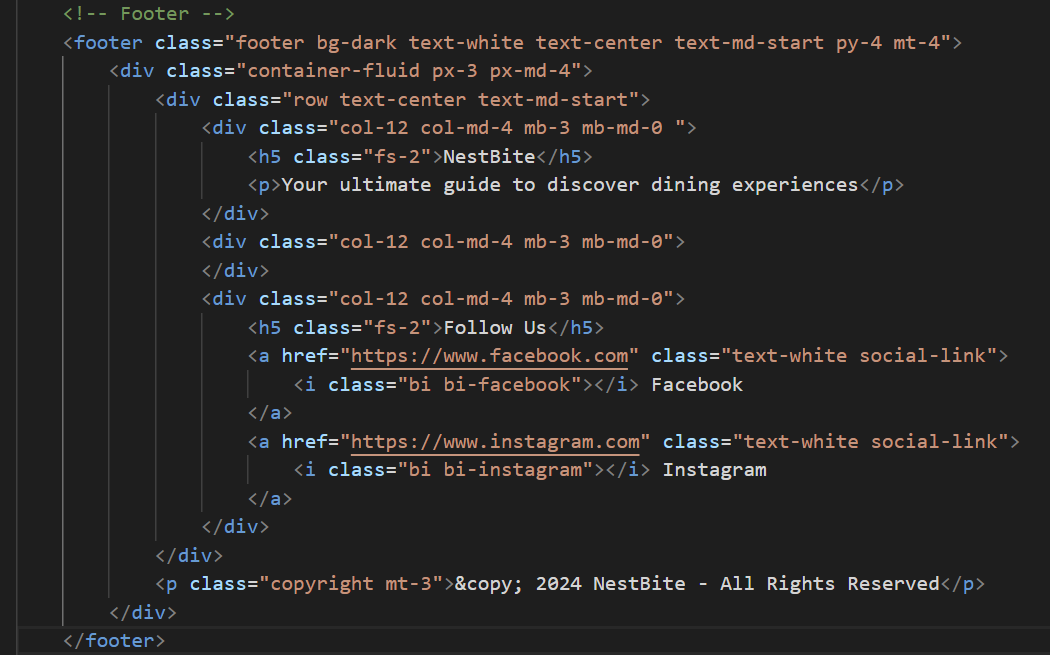 <!-- Footer -->
<footer class="footer bg-dark text-white text-center text-md-start py-4 mt-4">
    <div class="container-fluid px-3 px-md-4">
        <div class="row text-center text-md-start">
            <div class="col-12 col-md-4 mb-3 mb-md-0 ">
                <h5 class="fs-2">NestBite</h5>
                <p>Your ultimate guide to discover dining experiences</p>
            </div>
            <div class="col-12 col-md-4 mb-3 mb-md-0">
            </div>
            <div class="col-12 col-md-4 mb-3 mb-md-0">
                <h5 class="fs-2">Follow Us</h5>
                <a href="https://www.facebook.com" class="text-white social-link">
                    <i class="bi bi-facebook"></i> Facebook
                </a>
                <a href="https://www.instagram.com" class="text-white social-link">
                    <i class="bi bi-instagram"></i> Instagram
                </a>
            </div>
        </div>
        <p class="copyright mt-3">&copy; 2024 NestBite - All Rights Reserved</p>
    </div>
</footer>